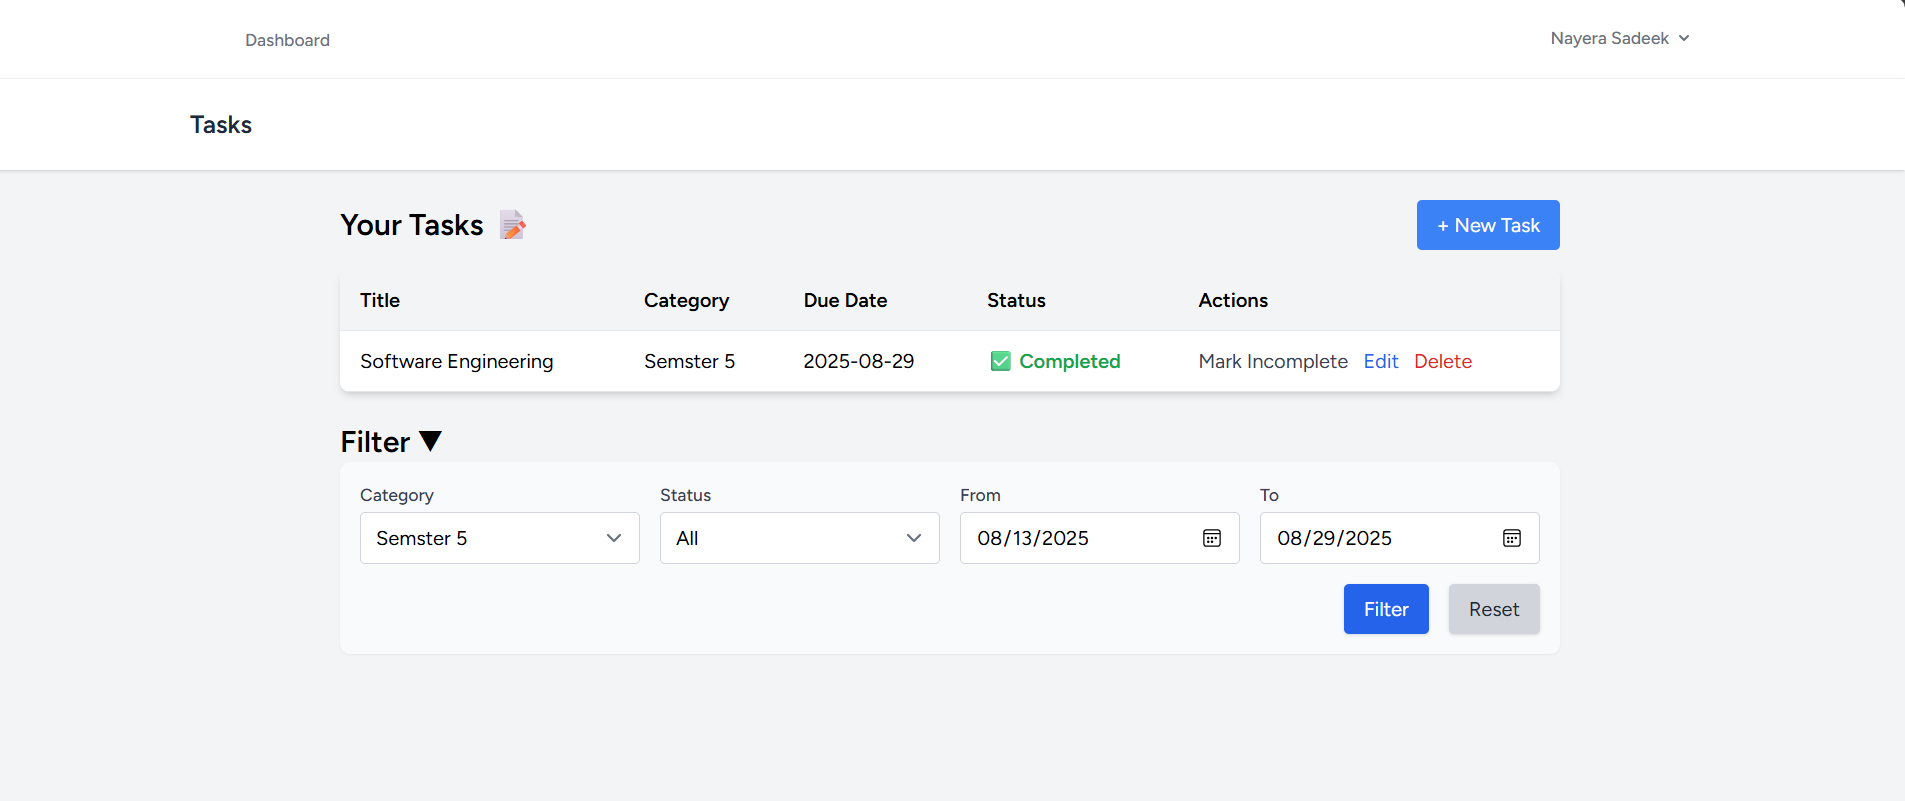 Dashboard
Nayera Sadeek
Tasks
Your Tasks 📝
+ New Task
Title Category Due Date Status Actions
Software Engineering Semster 5 2025-08-29 ✅ Completed Mark Incomplete Edit Delete
Filter ▼
Category Status From To
Semster 5 All 08/13/2025 08/29/2025
Filter Reset